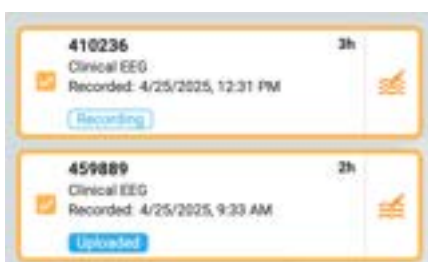 410236 3h
Clinical EEG
Recorded: 4/25/2025, 12:31 PM
Recording
459889 2h
Clinical EEG
Recorded: 4/25/2025, 9:33 AM
Uploaded